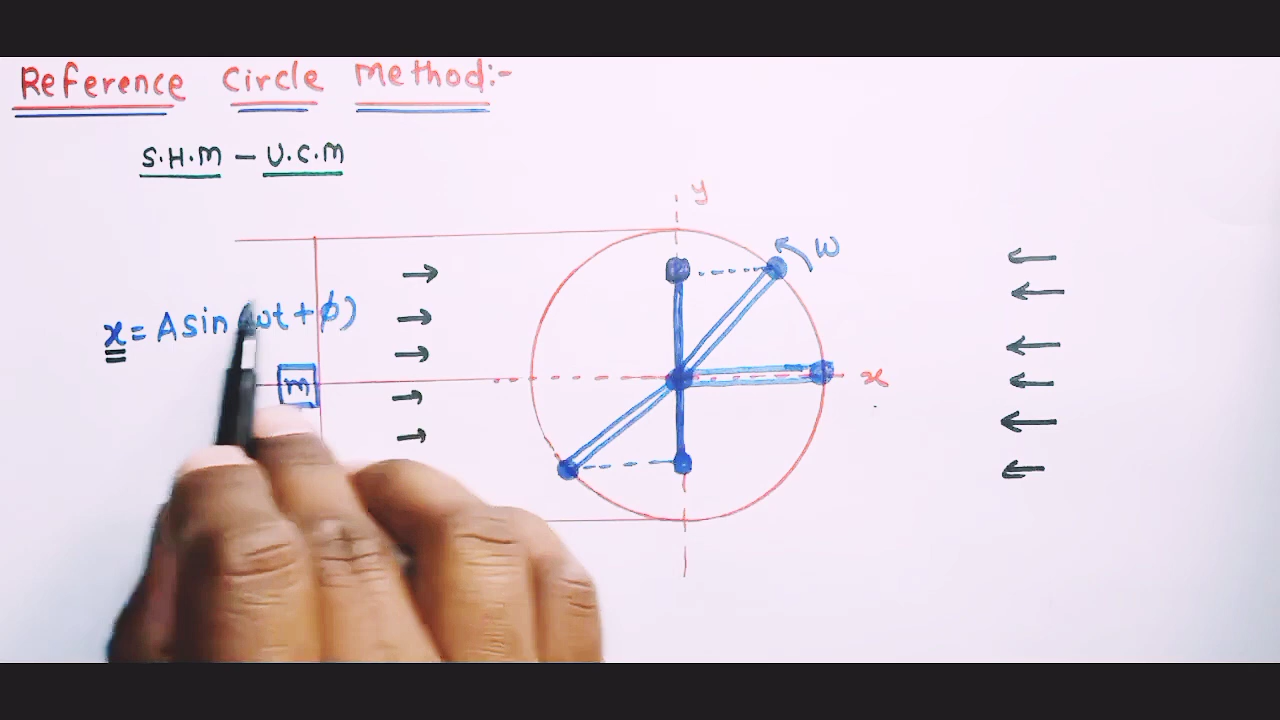 Reference Circle Method:-
S.H.M - U.C.M
y
ω
x = A sin (ωt + ϕ)
m
x